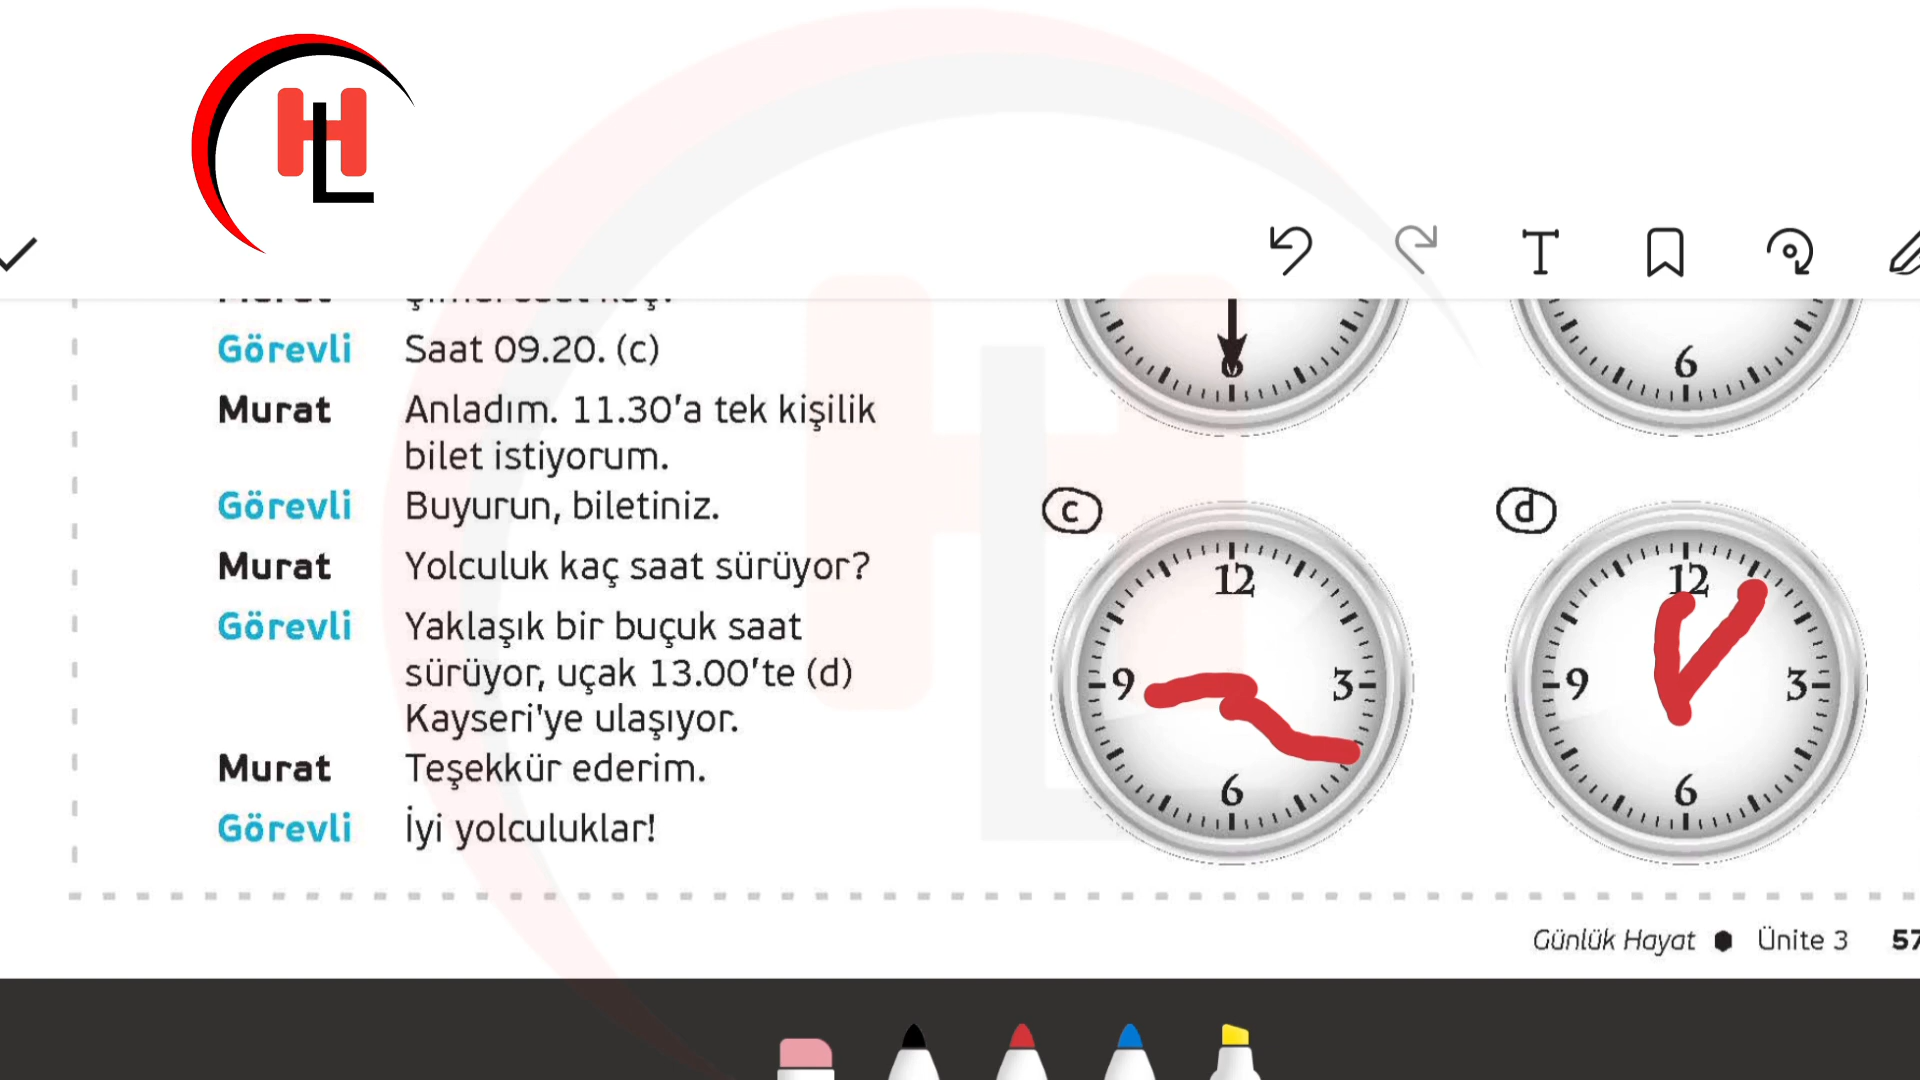 HL
Görevli Saat 09.20. (c)
Murat Anladım. 11.30'a tek kişilik
bilet istiyorum.
Görevli Buyurun, biletiniz.
Murat Yolculuk kaç saat sürüyor?
Görevli Yaklaşık bir buçuk saat
sürüyor, uçak 13.00'te (d)
Kayseri'ye ulaşıyor.
Murat Teşekkür ederim.
Görevli İyi yolculuklar!
6
6
c
12
9 3
6
d
12
9 3
6
Günlük Hayat Ünite 3 57